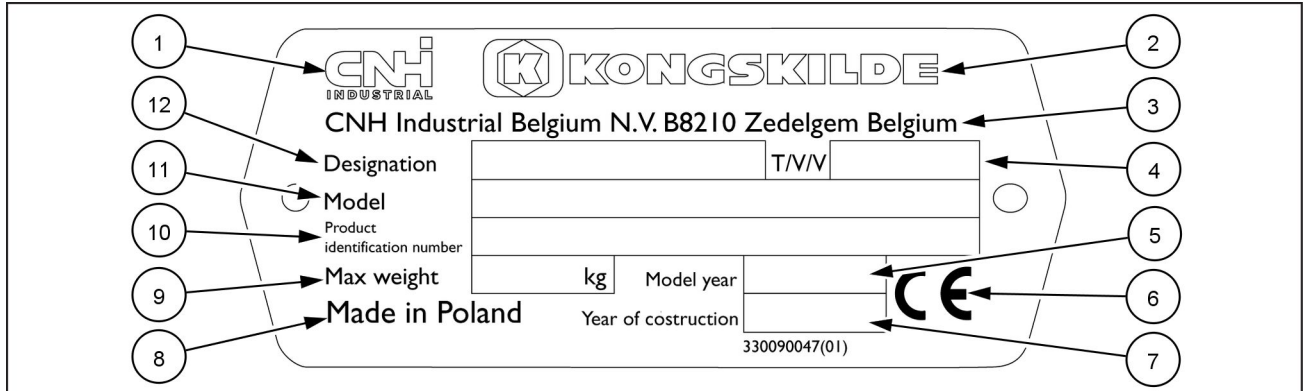 1
CNH
INDUSTRIAL
K KONGSKILDE
2
12
CNH Industrial Belgium N.V. B8210 Zedelgem Belgium
3
11
Designation
T/V/V
4
Model
10
Product
identification number
5
9
Max weight
kg
Model year
CE
6
8
Made in Poland
Year of costruction
7
330090047(01)